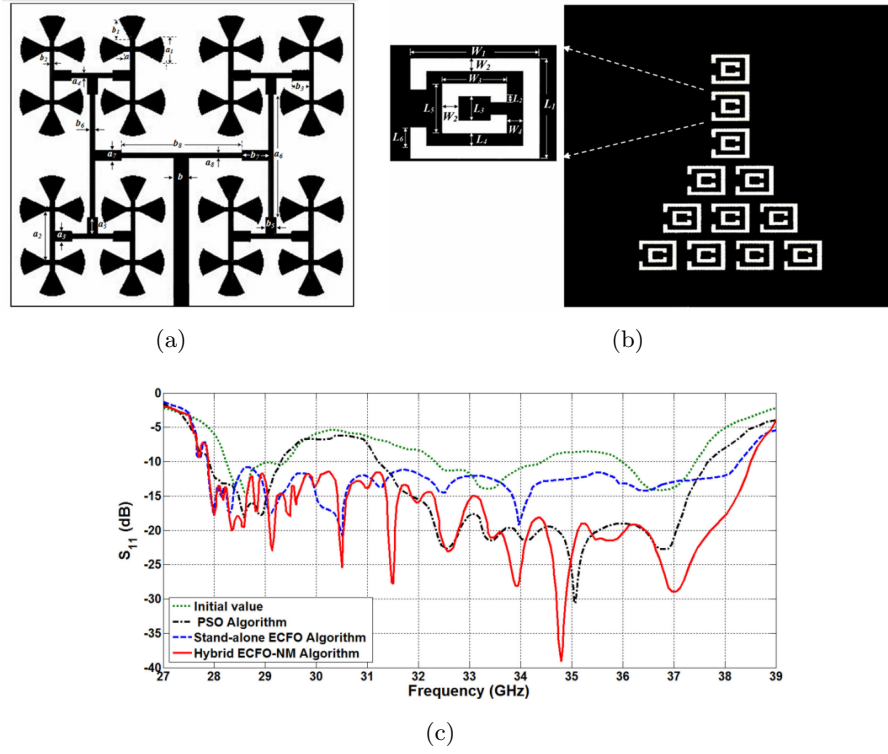 b1
a1
b2
a
a4
b3
b6
b8
a6
a7
a8
b7
b
a5
b5
a2
a3
W1
W2
W3
L2
L5
W2
L3
L1
L6
W4
L4
(a)
(b)
0
-5
-10
-15
-20
-25
-30
-35
-40
S11 (dB)
Initial value
PSO Algorithm
Stand-alone ECFO Algorithm
Hybrid ECFO-NM Algorithm
27 28 29 30 31 32 33 34 35 36 37 38 39
Frequency (GHz)
(c)